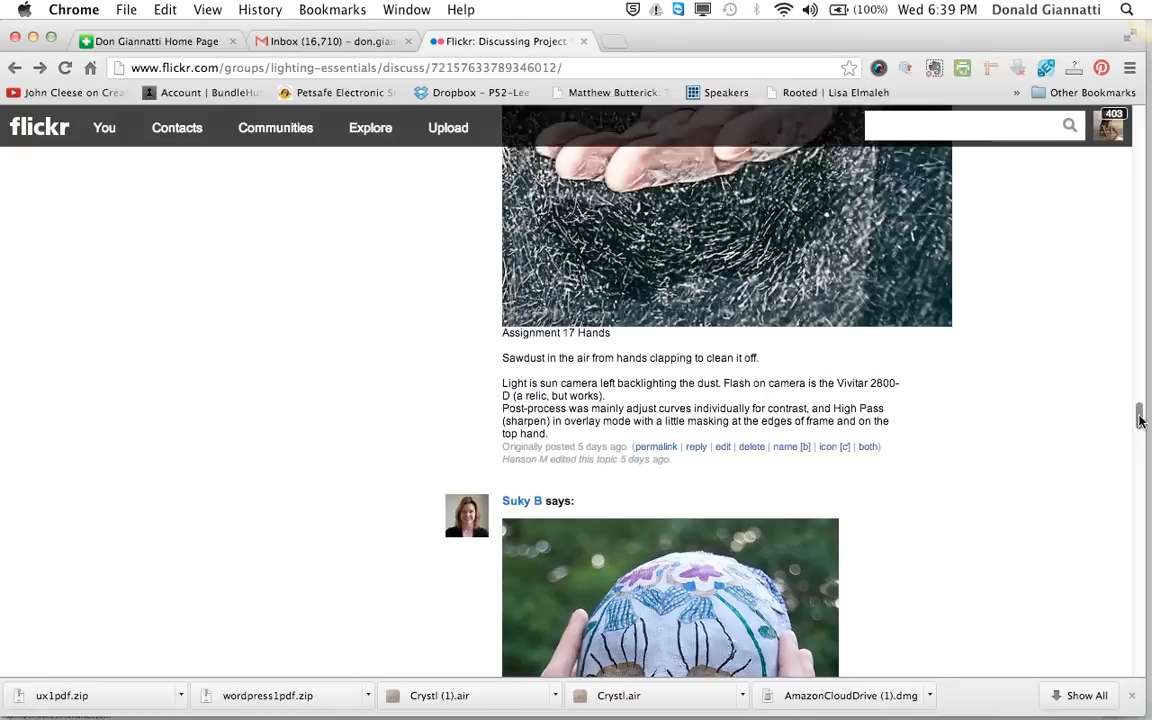 Chrome File Edit View History Bookmarks Window Help (100%) Wed 6:39 PM Donald Giannatti
Don Giannatti Home Page Inbox (16,710) – don.gian Flickr: Discussing Project
www.flickr.com/groups/lighting-essentials/discuss/72157633789346012/
John Cleese on Crea Account | BundleHun Petsafe Electronic S Dropbox - P52-Lee Matthew Butterick: Speakers Rooted | Lisa Elmaleh » Other Bookmarks
flickr You Contacts Communities Explore Upload 403
Assignment 17 Hands
Sawdust in the air from hands clapping to clean it off.
Light is sun camera left backlighting the dust. Flash on camera is the Vivitar 2800-
D (a relic, but works).
Post-process was mainly adjust curves individually for contrast, and High Pass
(sharpen) in overlay mode with a little masking at the edges of frame and on the
top hand.
Originally posted 5 days ago. (permalink | reply | edit | delete | name [b] | icon [c] | both)
Hanson M edited this topic 5 days ago.
Suky B says:
ux1pdf.zip wordpress1pdf.zip Crystl (1).air Crystl.air AmazonCloudDrive (1).dmg Show All